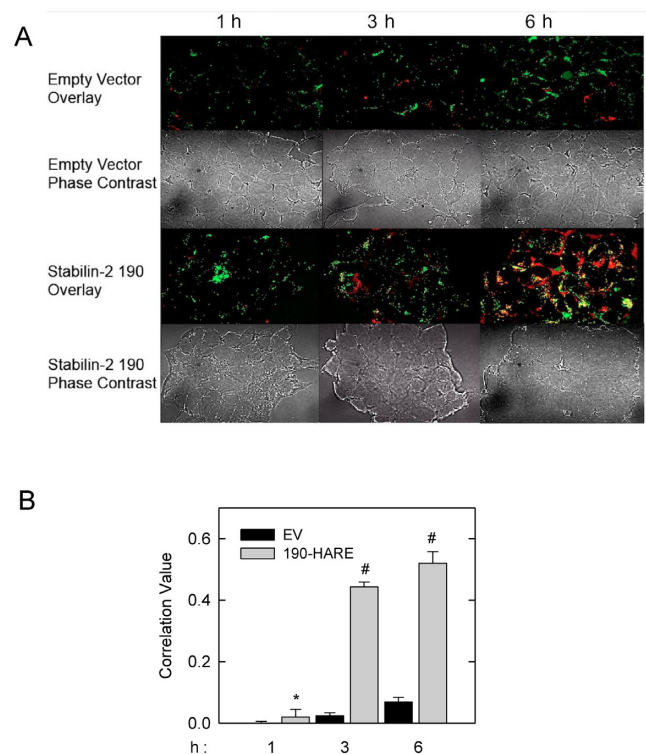 1 h 3 h 6 h
A
Empty Vector
Overlay
Empty Vector
Phase Contrast
Stabilin-2 190
Overlay
Stabilin-2 190
Phase Contrast
B
Correlation Value
0.6
0.4
0.2
0.0
EV
190-HARE
*
#
#
h : 1 3 6